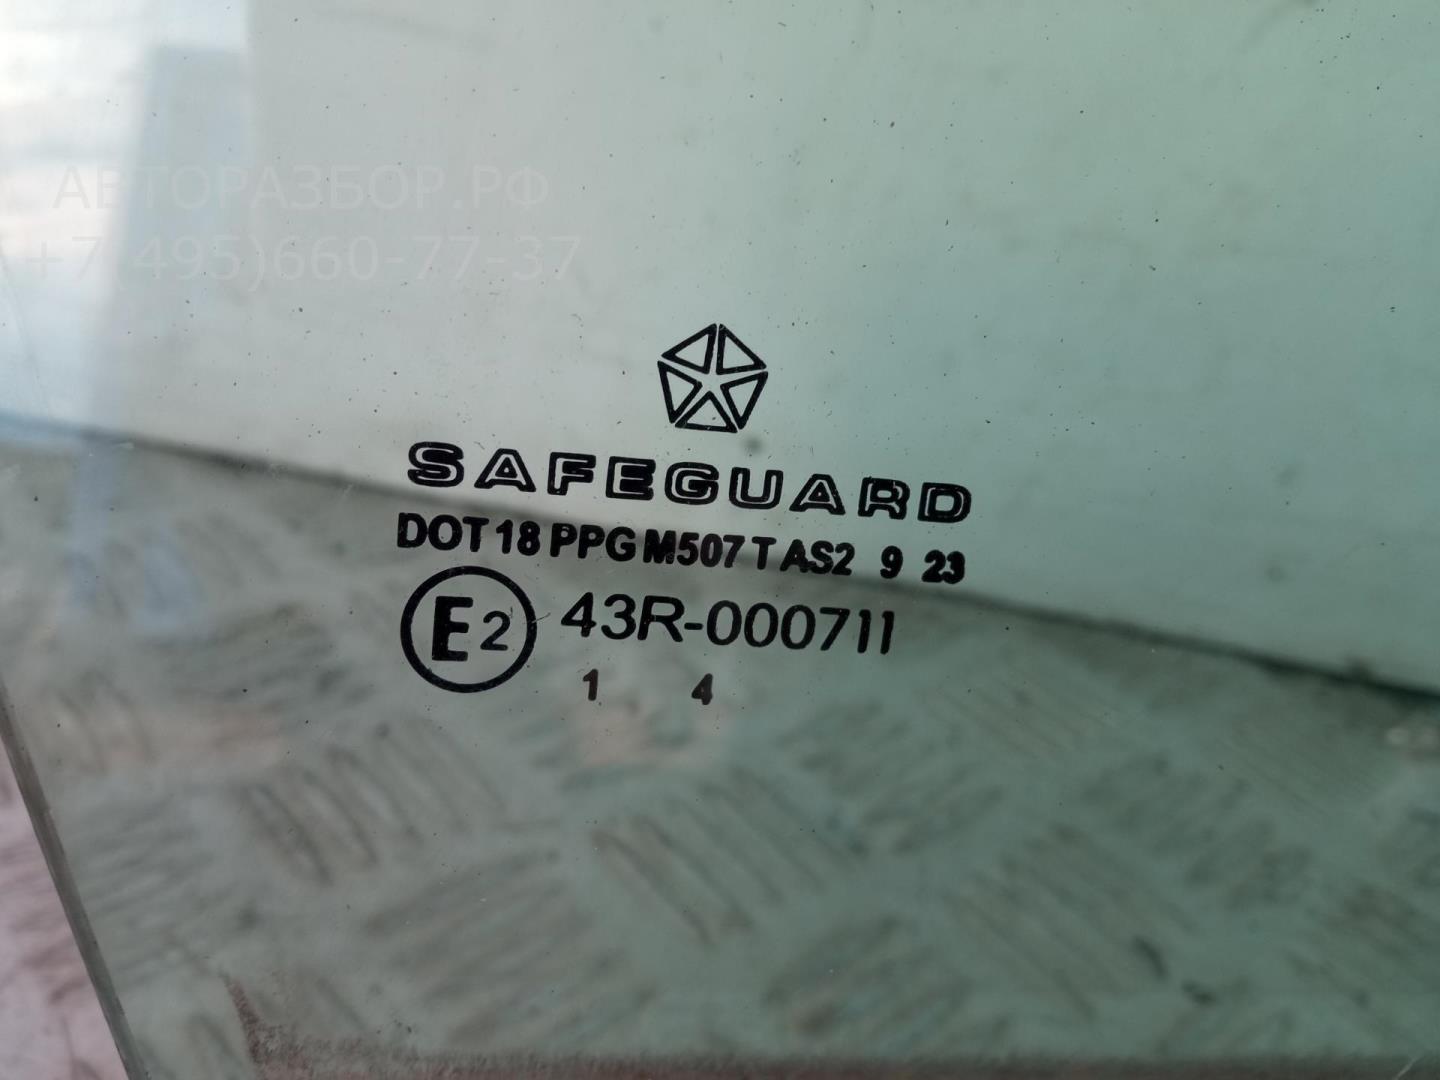 АВТОРАЗБОР.РФ
+7(495)660-77-37
SAFEGUARD
DOT 18 PPG M507 T AS2 9 23
E2 43R-000711
1 4